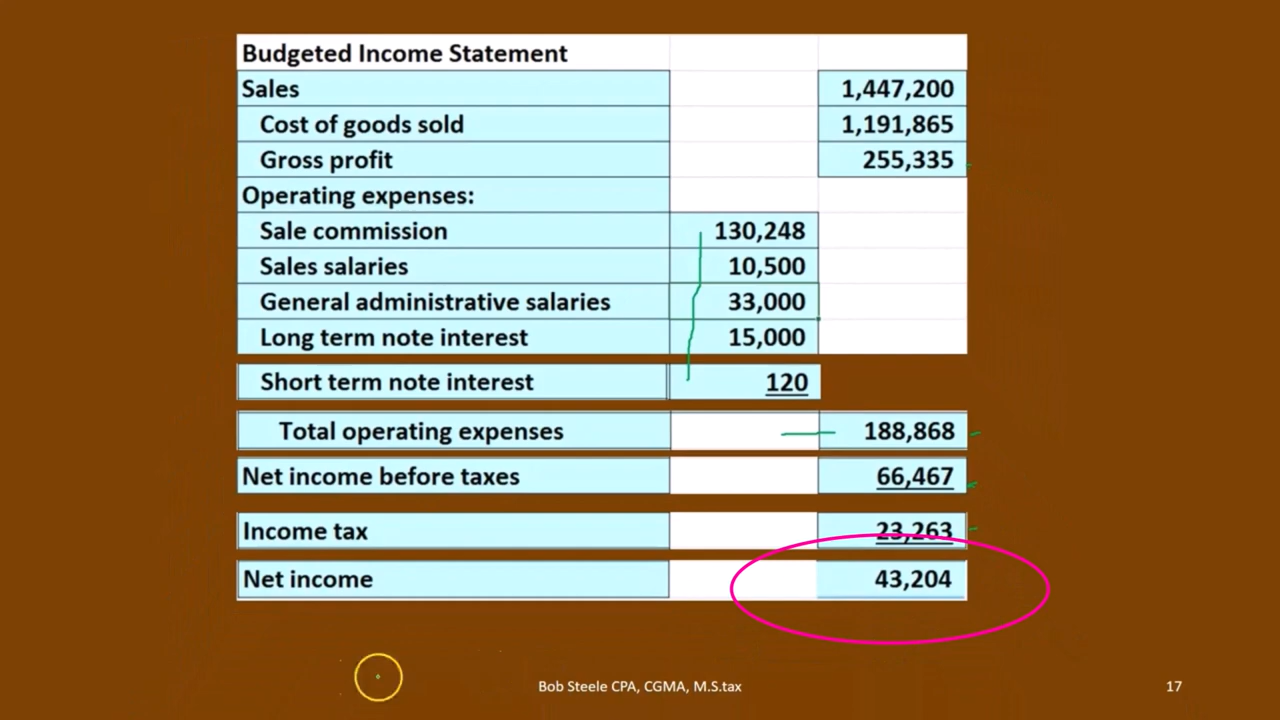 Budgeted Income Statement
Sales 1,447,200
Cost of goods sold 1,191,865
Gross profit 255,335
Operating expenses:
Sale commission 130,248
Sales salaries 10,500
General administrative salaries 33,000
Long term note interest 15,000
Short term note interest 120
Total operating expenses 188,868
Net income before taxes 66,467
Income tax 23,263
Net income 43,204
Bob Steele CPA, CGMA, M.S.tax 17